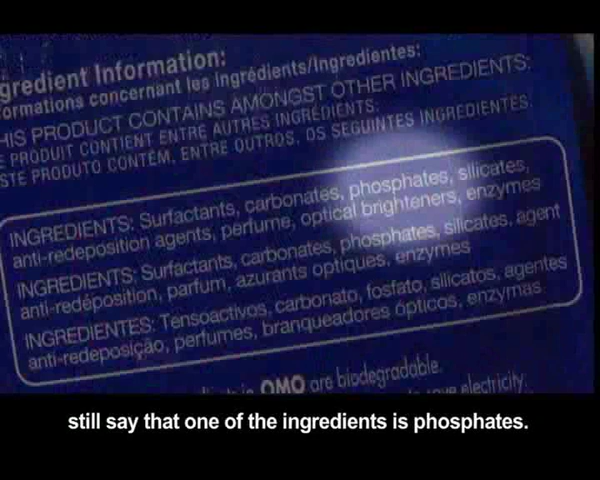 gredient Information:
ormations concernant les Ingrédients/Ingredientes:
HIS PRODUCT CONTAINS AMONGST OTHER INGREDIENTS:
E PRODUIT CONTIENT ENTRE AUTRES INGRÉDIENTS:
STE PRODUTO CONTÉM, ENTRE OUTROS, OS SEGUINTES INGREDIENTES.
INGREDIENTS: Surfactants, carbonates, phosphates, silicates,
anti-redeposition agents, perfume, optical brighteners, enzymes
INGREDIENTS: Surfactants, carbonates, phosphates, silicates, agent
anti-redéposition, parfum, azurants optiques, enzymes
INGREDIENTES: Tensoactivos, carbonato, fosfato, silicatos, agentes
anti-redeposição, perfumes, branqueadores ópticos, enzymas
in OMO are biodegradable.
electricity.
still say that one of the ingredients is phosphates.